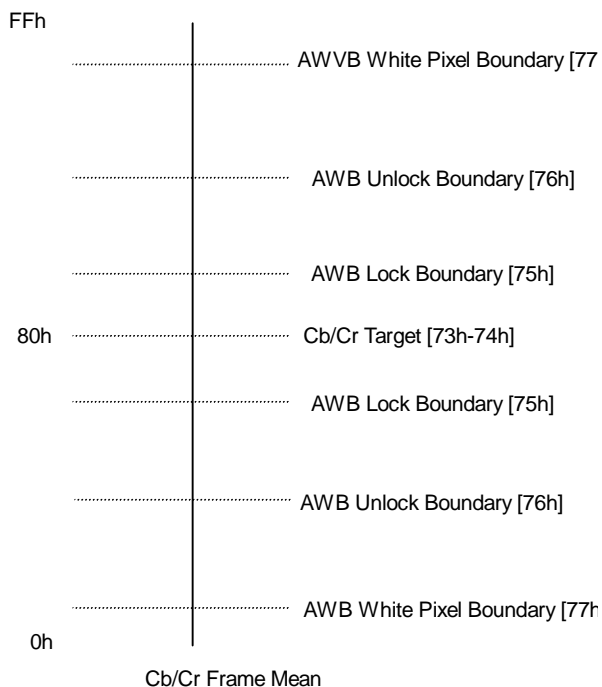 FFh
AWVB White Pixel Boundary [77
AWB Unlock Boundary [76h]
AWB Lock Boundary [75h]
80h
Cb/Cr Target [73h-74h]
AWB Lock Boundary [75h]
AWB Unlock Boundary [76h]
AWB White Pixel Boundary [77h
0h
Cb/Cr Frame Mean